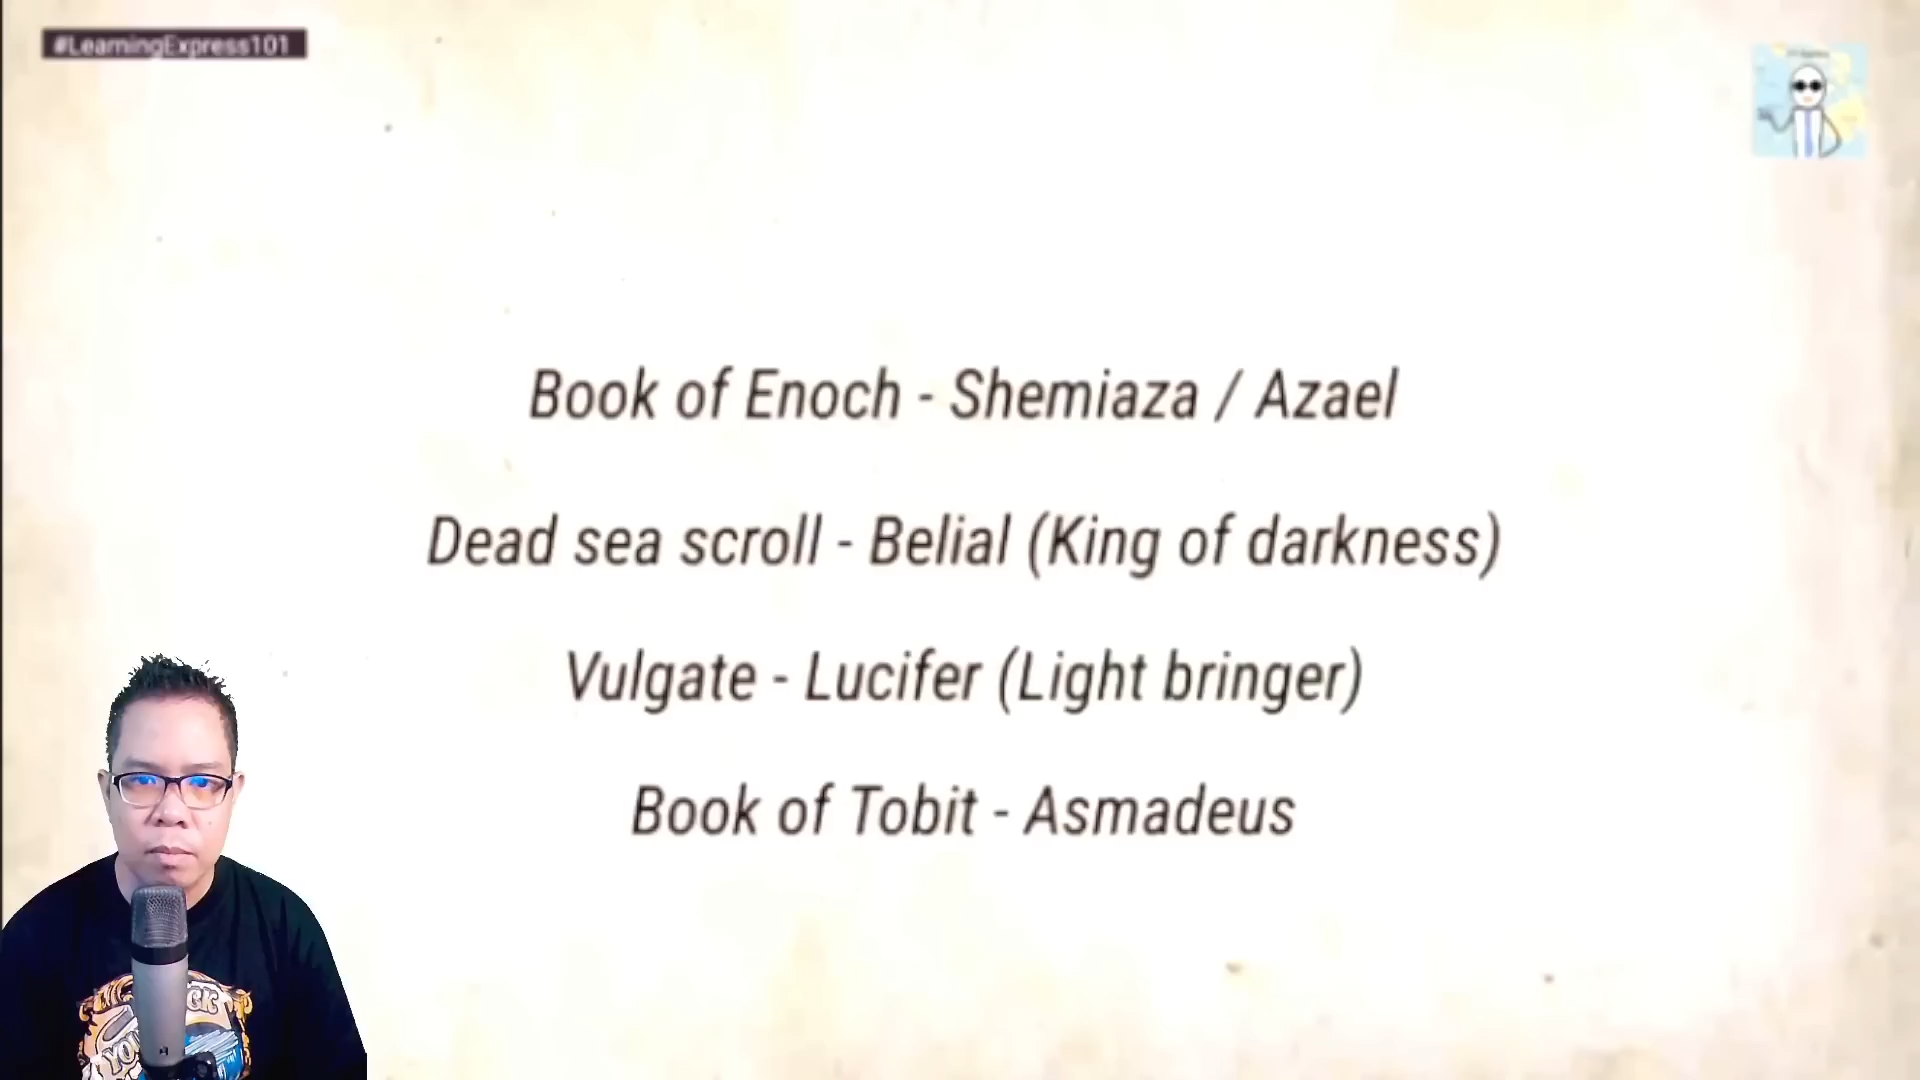 #LearningExpress101
Book of Enoch - Shemiaza / Azael
Dead sea scroll - Belial (King of darkness)
Vulgate - Lucifer (Light bringer)
Book of Tobit - Asmadeus
YOU